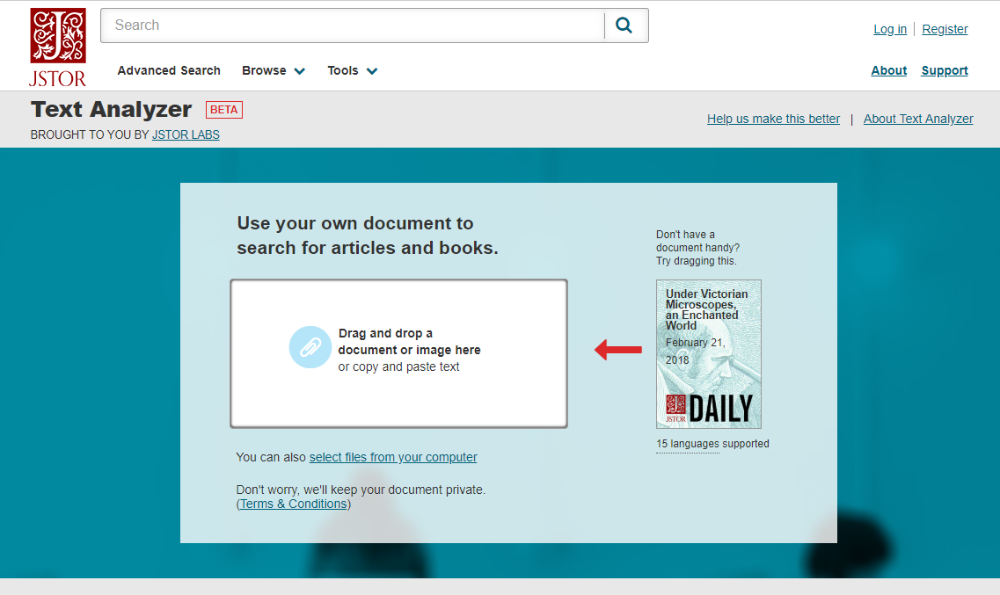 Search
Log in | Register
JSTOR
Advanced Search Browse Tools
About Support
Text Analyzer BETA
BROUGHT TO YOU BY JSTOR LABS
Help us make this better | About Text Analyzer
Use your own document to
search for articles and books.
Drag and drop a
document or image here
or copy and paste text
You can also select files from your computer
Don't worry, we'll keep your document private.
(Terms & Conditions)
Don't have a
document handy?
Try dragging this.
Under Victorian
Microscopes,
an Enchanted
World
February 21,
2018
JSTOR DAILY
15 languages supported